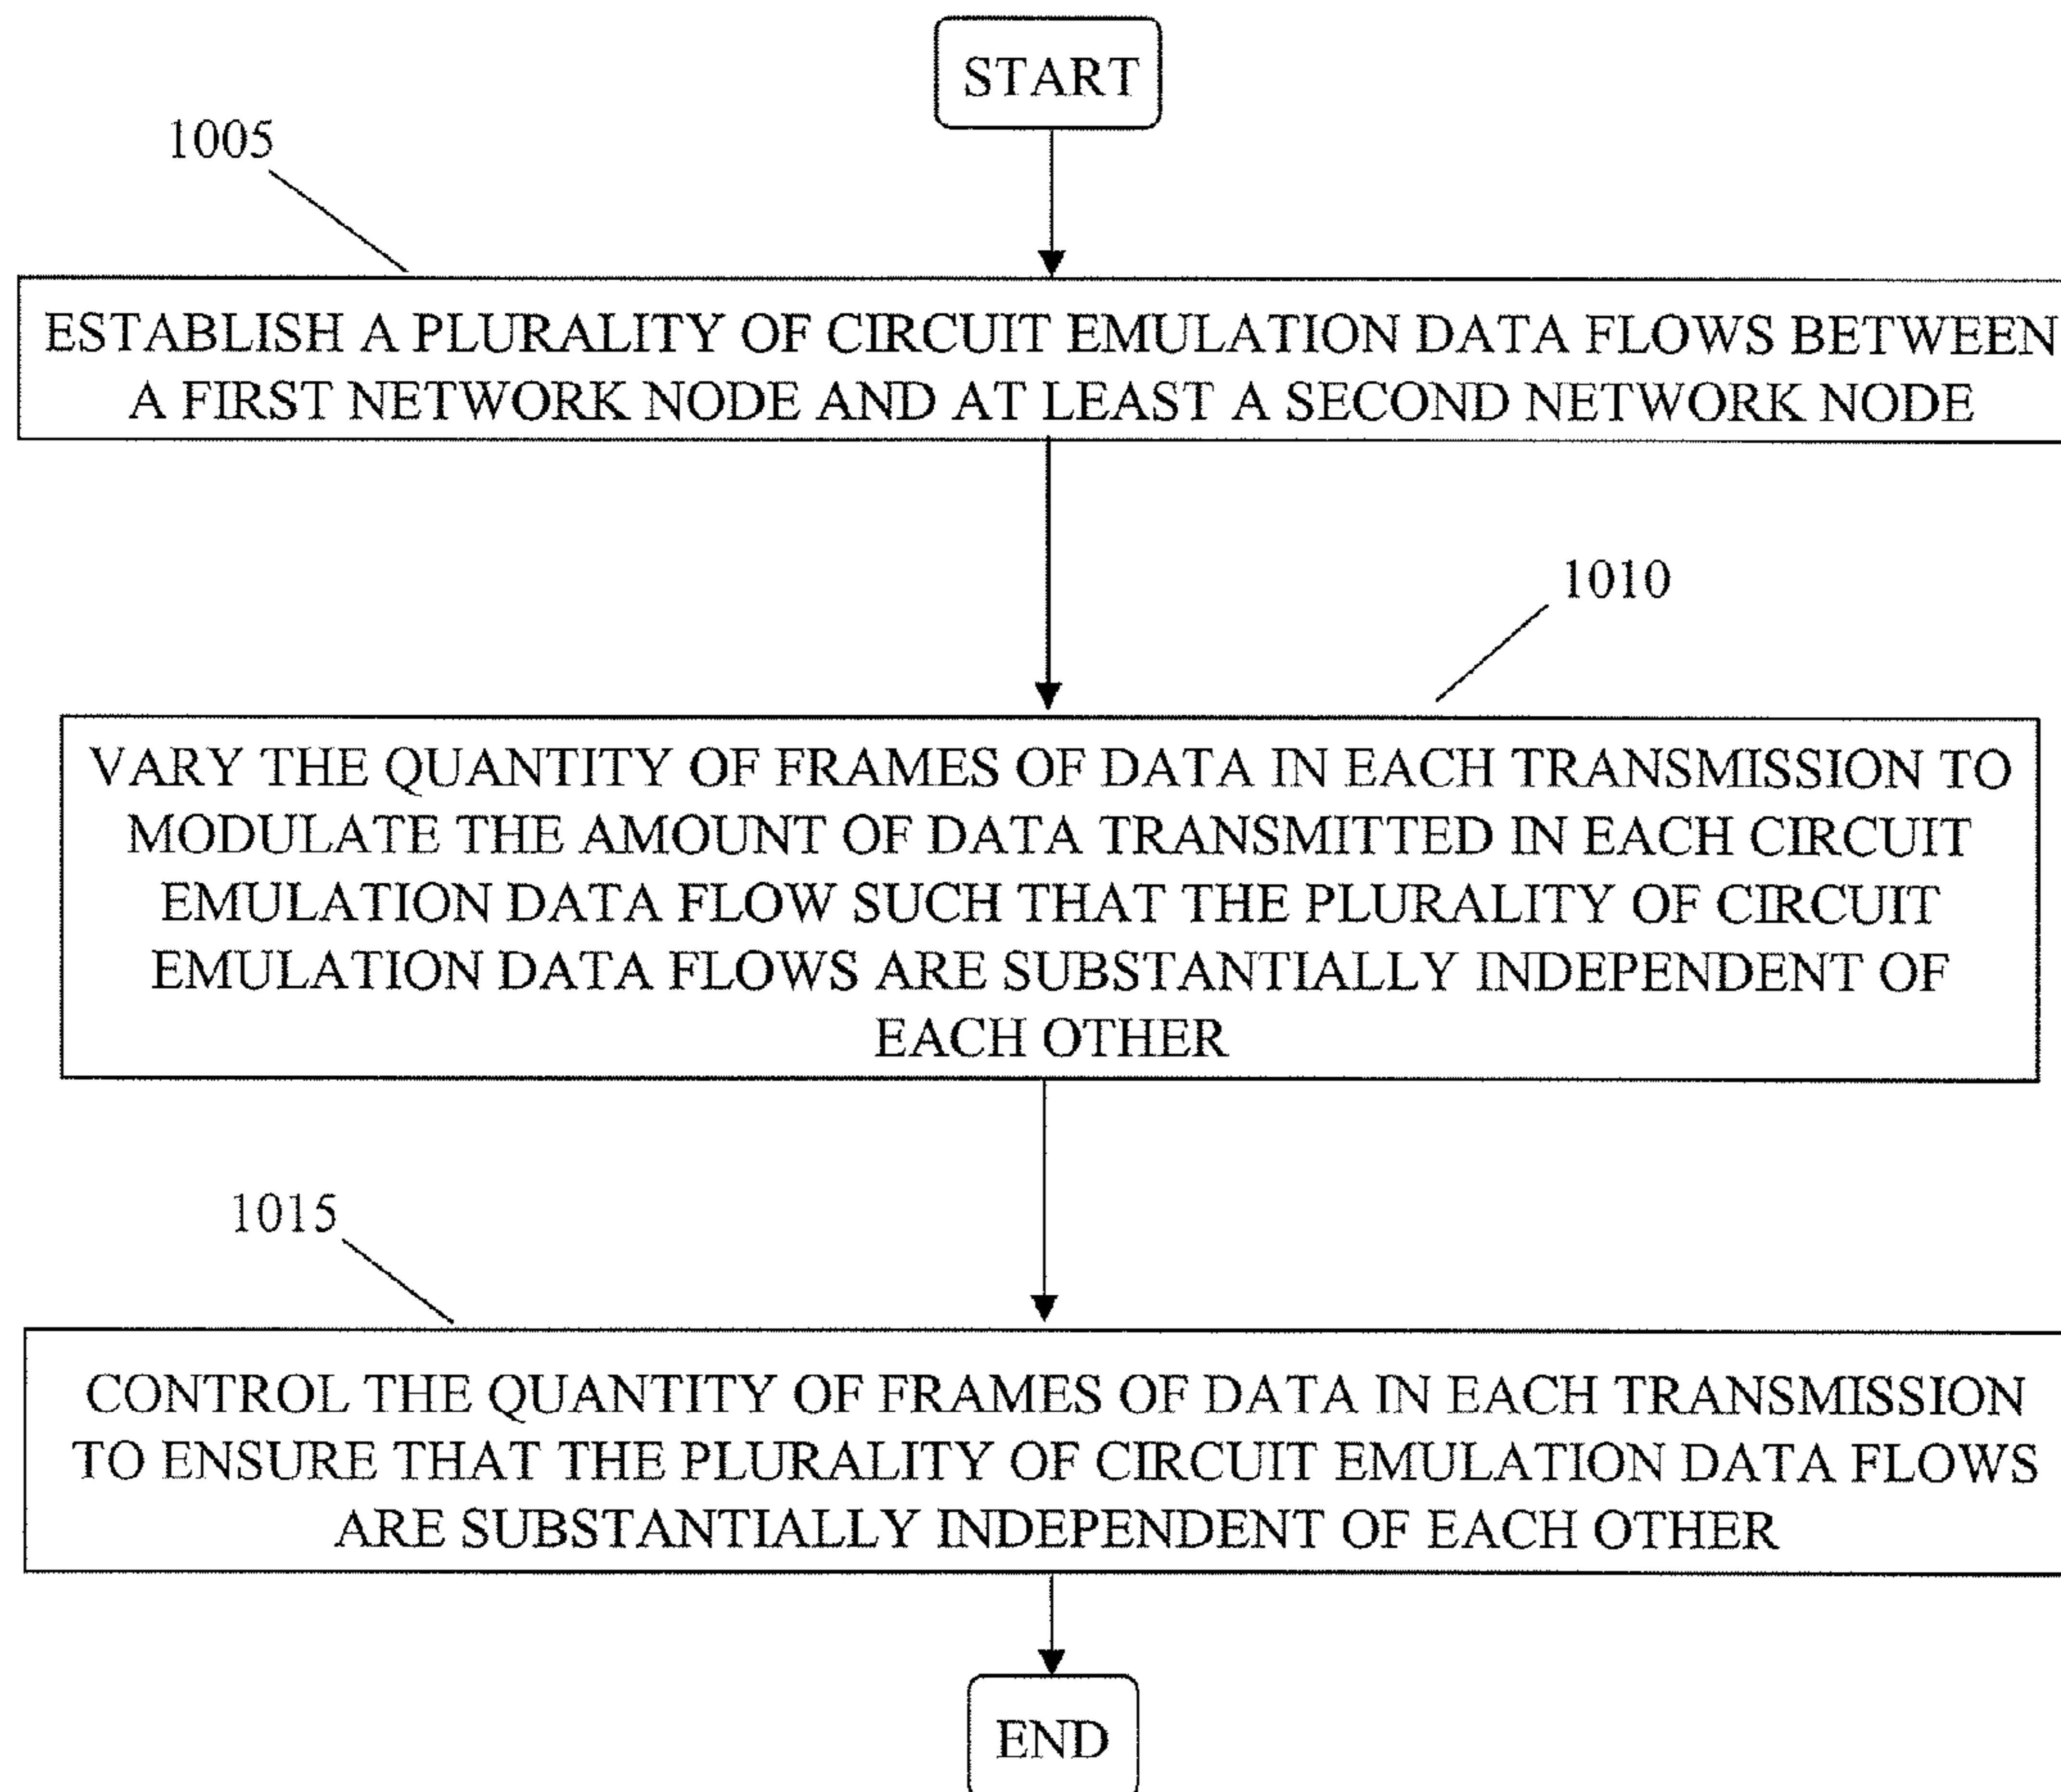 START
1005
ESTABLISH A PLURALITY OF CIRCUIT EMULATION DATA FLOWS BETWEEN
A FIRST NETWORK NODE AND AT LEAST A SECOND NETWORK NODE
1010
VARY THE QUANTITY OF FRAMES OF DATA IN EACH TRANSMISSION TO
MODULATE THE AMOUNT OF DATA TRANSMITTED IN EACH CIRCUIT
EMULATION DATA FLOW SUCH THAT THE PLURALITY OF CIRCUIT
EMULATION DATA FLOWS ARE SUBSTANTIALLY INDEPENDENT OF
EACH OTHER
1015
CONTROL THE QUANTITY OF FRAMES OF DATA IN EACH TRANSMISSION
TO ENSURE THAT THE PLURALITY OF CIRCUIT EMULATION DATA FLOWS
ARE SUBSTANTIALLY INDEPENDENT OF EACH OTHER
END